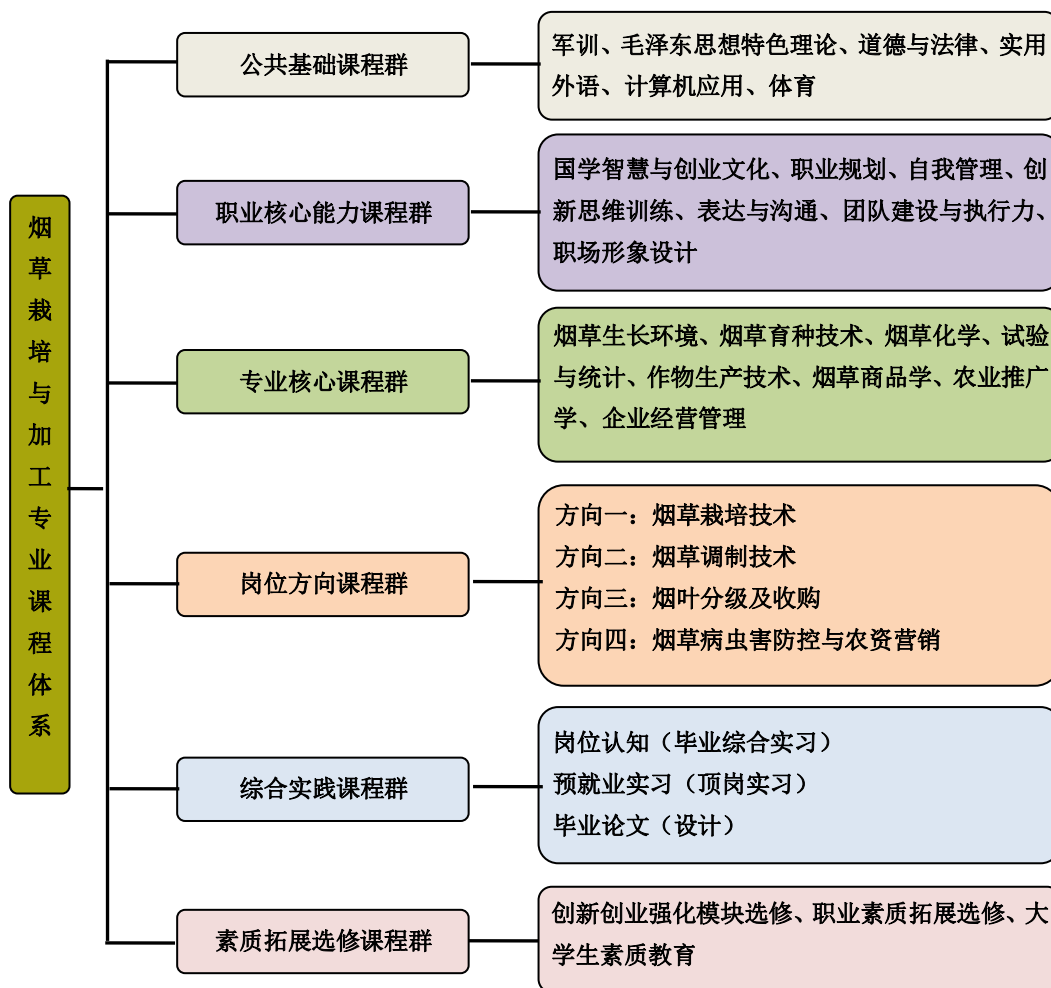 烟草栽培与加工专业课程体系
公共基础课程群
军训、毛泽东思想特色理论、道德与法律、实用
外语、计算机应用、体育
职业核心能力课程群
国学智慧与创业文化、职业规划、自我管理、创
新思维训练、表达与沟通、团队建设与执行力、
职场形象设计
专业核心课程群
烟草生长环境、烟草育种技术、烟草化学、试验
与统计、作物生产技术、烟草商品学、农业推广
学、企业经营管理
岗位方向课程群
方向一：烟草栽培技术
方向二：烟草调制技术
方向三：烟叶分级及收购
方向四：烟草病虫害防控与农资营销
综合实践课程群
岗位认知（毕业综合实习）
预就业实习（顶岗实习）
毕业论文（设计）
素质拓展选修课程群
创新创业强化模块选修、职业素质拓展选修、大
学生素质教育